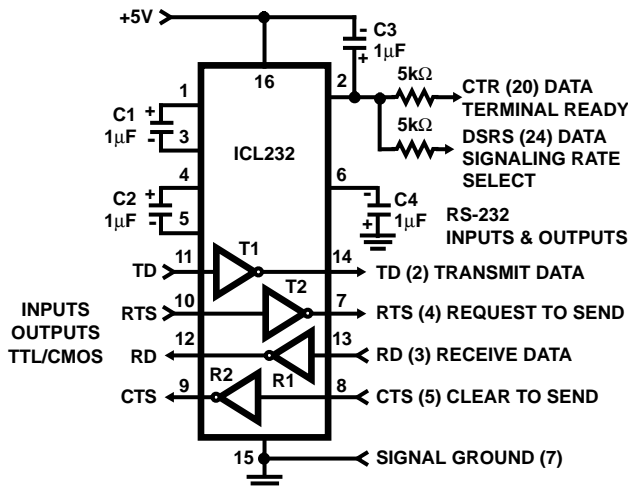 +5V
-
C3
1µF
+
16
1
2
5kΩ
CTR (20) DATA
TERMINAL READY
+
C1
1µF
-
3
5kΩ
DSRS (24) DATA
SIGNALING RATE
SELECT
ICL232
4
6
+
C2
1µF
-
5
-
C4
1µF
+
RS-232
INPUTS & OUTPUTS
TD
11
T1
14
TD (2) TRANSMIT DATA
INPUTS
OUTPUTS
TTL/CMOS
RTS
10
T2
7
RTS (4) REQUEST TO SEND
RD
12
R1
13
RD (3) RECEIVE DATA
CTS
9
R2
8
CTS (5) CLEAR TO SEND
15
SIGNAL GROUND (7)